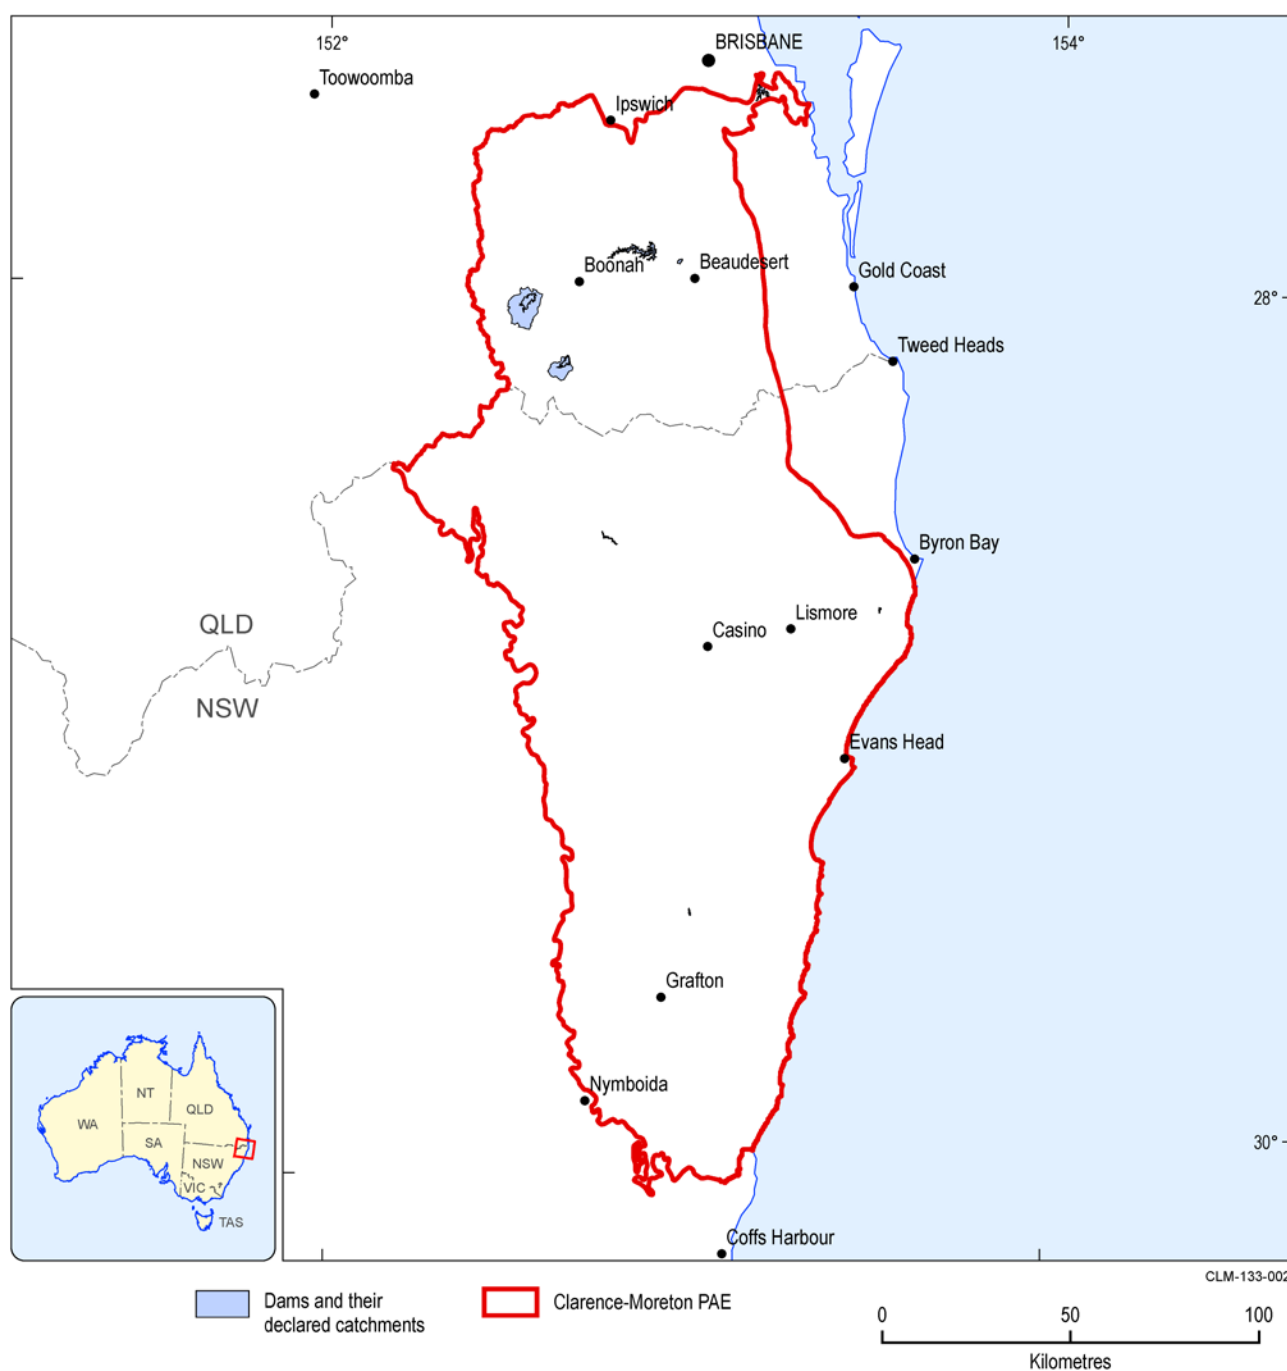 152°
154°
BRISBANE
Toowoomba
Ipswich
Boonah
Beaudesert
Gold Coast
28°
Tweed Heads
Byron Bay
QLD
NSW
Casino
Lismore
Evans Head
Grafton
Nymboida
30°
Coffs Harbour
WA
NT
QLD
SA
NSW
VIC
TAS
CLM-133-002
Dams and their
declared catchments
Clarence-Moreton PAE
0 50 100
Kilometres